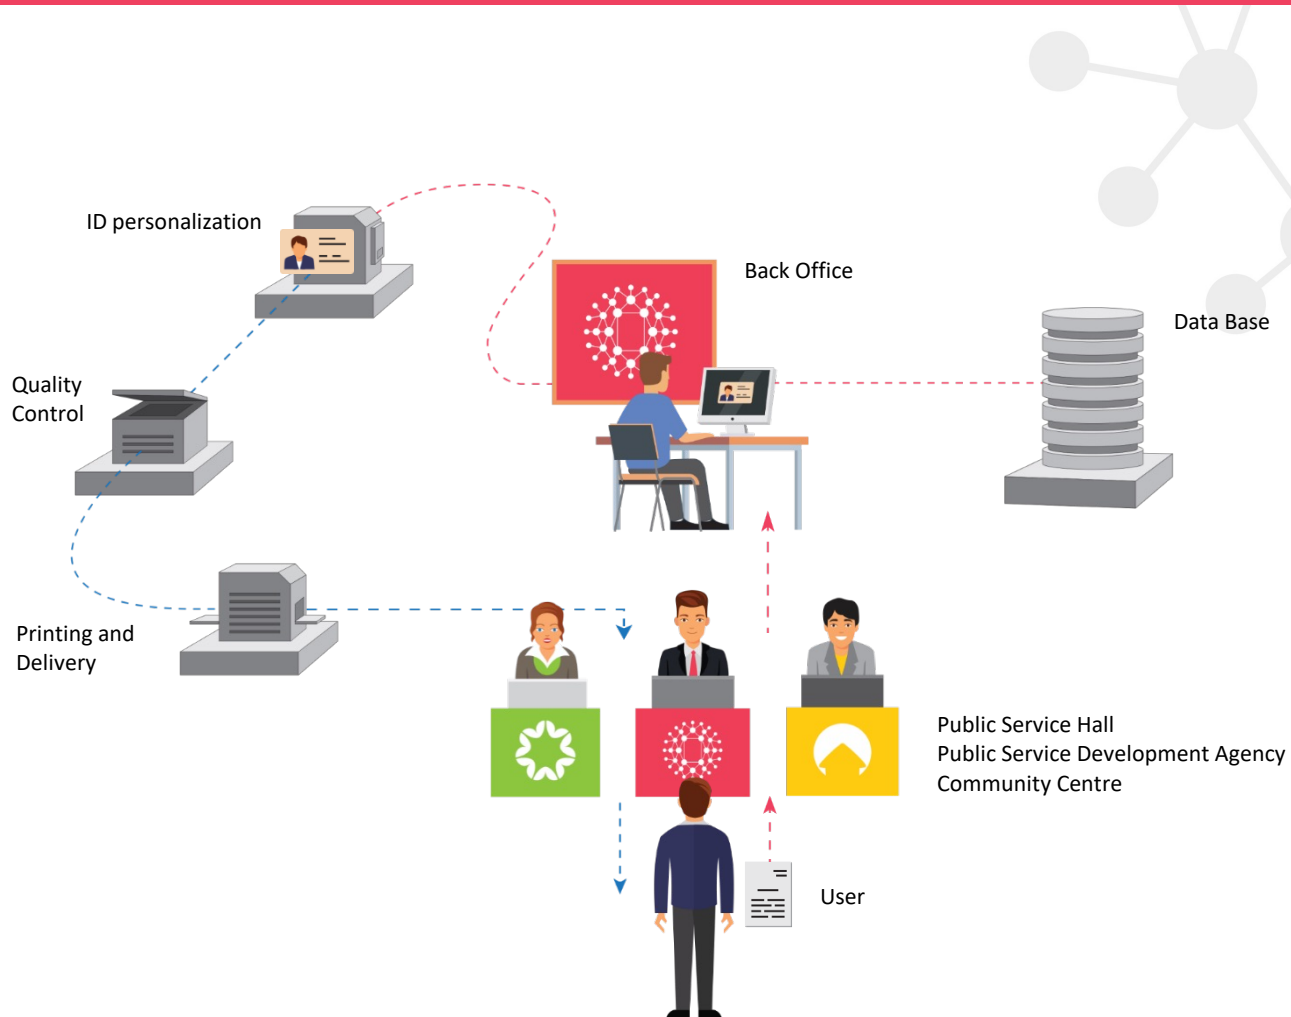 ID personalization
Back Office
Data Base
Quality
Control
Printing and
Delivery
Public Service Hall
Public Service Development Agency
Community Centre
User